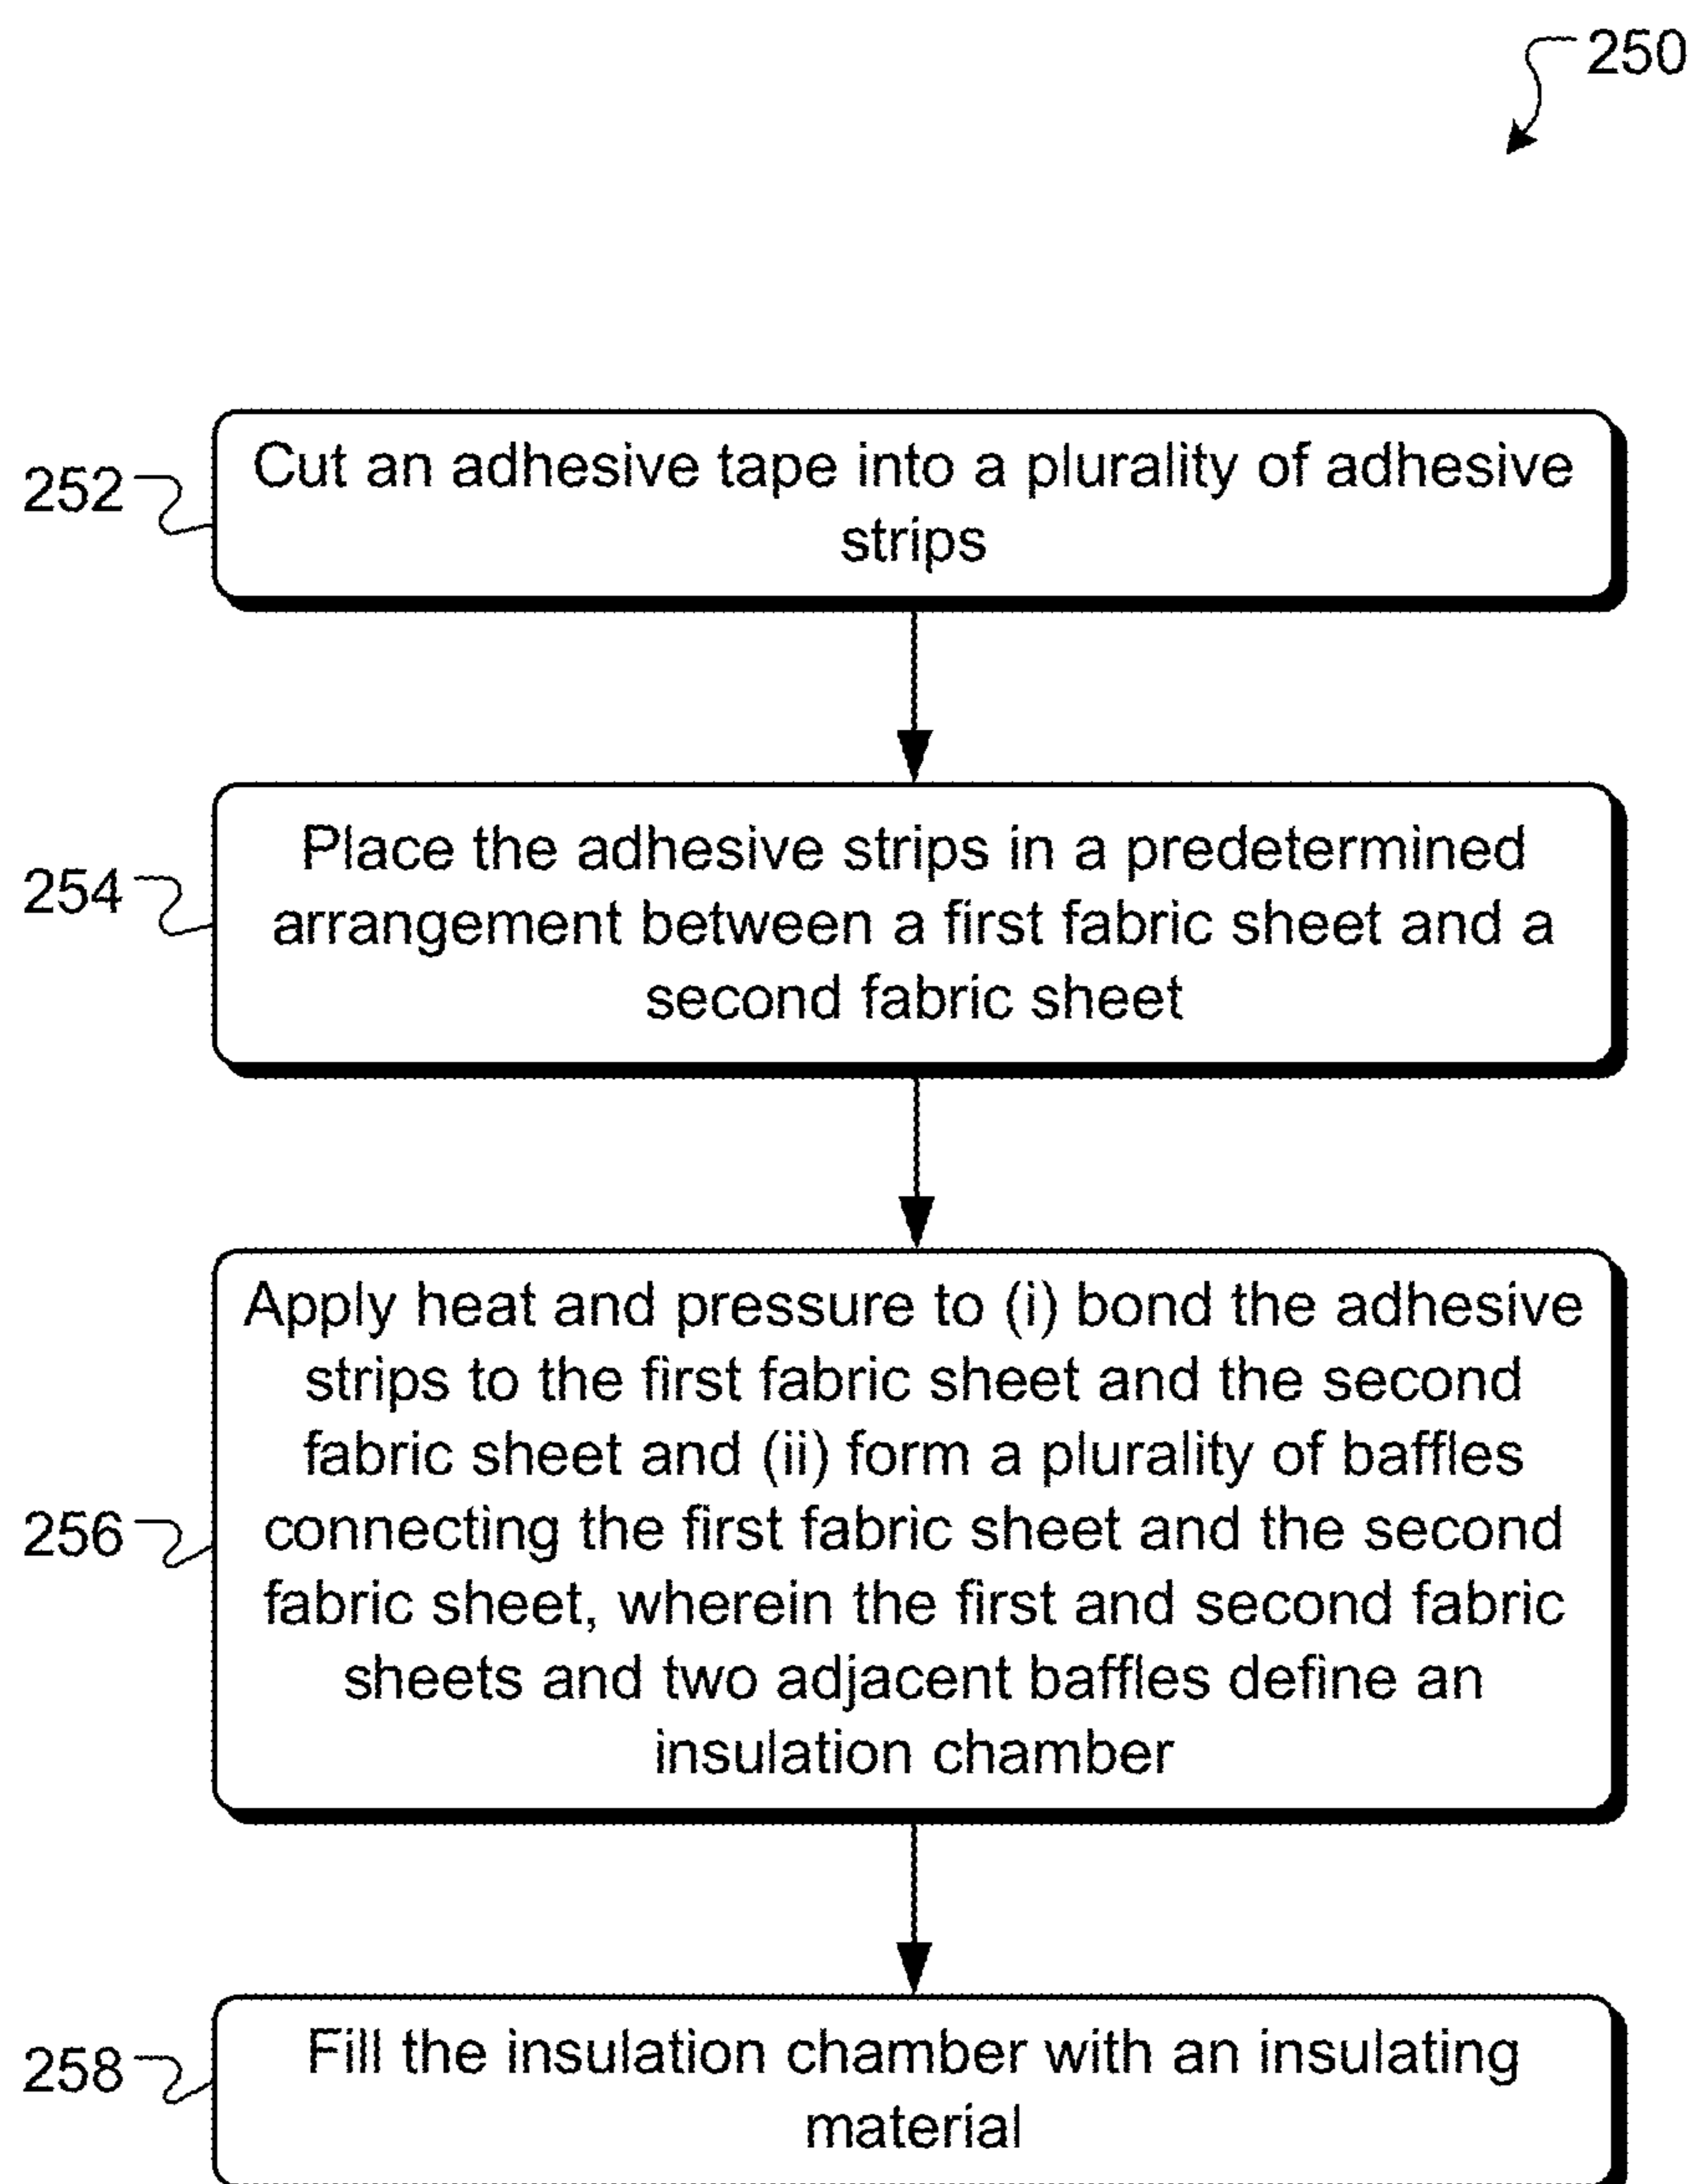 250
252
Cut an adhesive tape into a plurality of adhesive
strips
254
Place the adhesive strips in a predetermined
arrangement between a first fabric sheet and a
second fabric sheet
256
Apply heat and pressure to (i) bond the adhesive
strips to the first fabric sheet and the second
fabric sheet and (ii) form a plurality of baffles
connecting the first fabric sheet and the second
fabric sheet, wherein the first and second fabric
sheets and two adjacent baffles define an
insulation chamber
258
Fill the insulation chamber with an insulating
material